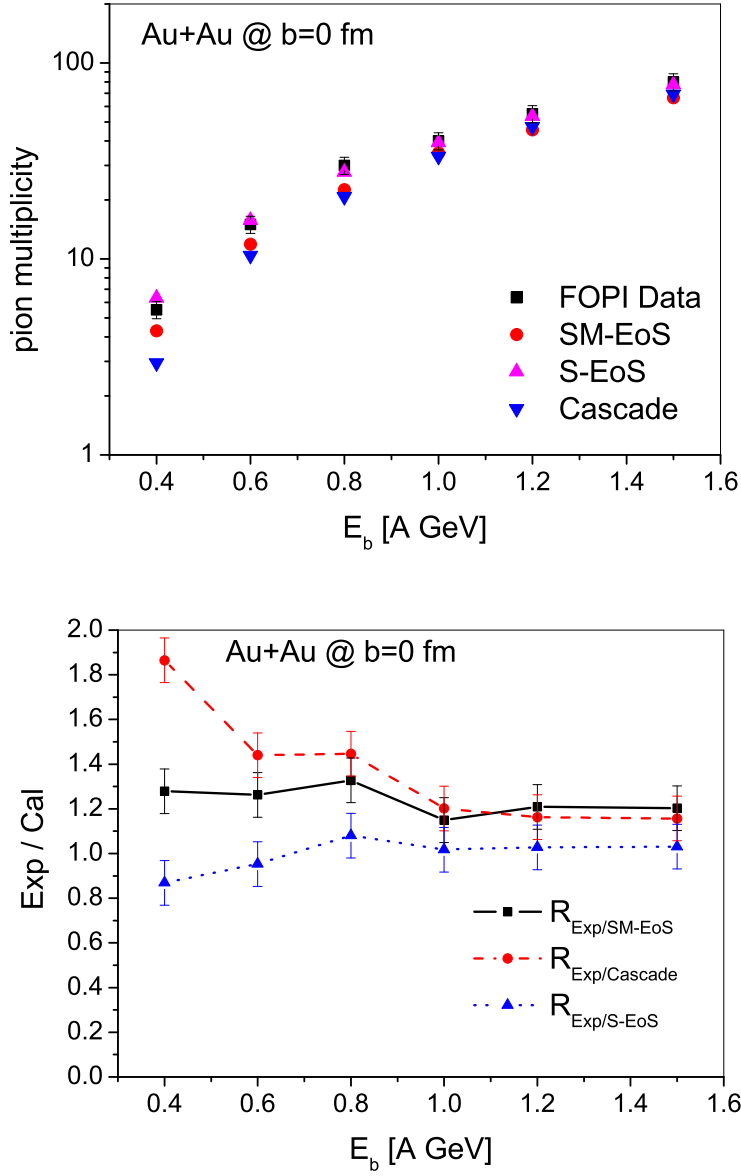 Au+Au @ b=0 fm
100
10
1
pion multiplicity
FOPI Data
SM-EoS
S-EoS
Cascade
0.4 0.6 0.8 1.0 1.2 1.4 1.6
E_b [A GeV]
Au+Au @ b=0 fm
2.0
1.8
1.6
1.4
1.2
1.0
0.8
0.6
0.4
0.2
0.0
Exp / Cal
R_Exp/SM-EoS
R_Exp/Cascade
R_Exp/S-EoS
0.4 0.6 0.8 1.0 1.2 1.4 1.6
E_b [A GeV]